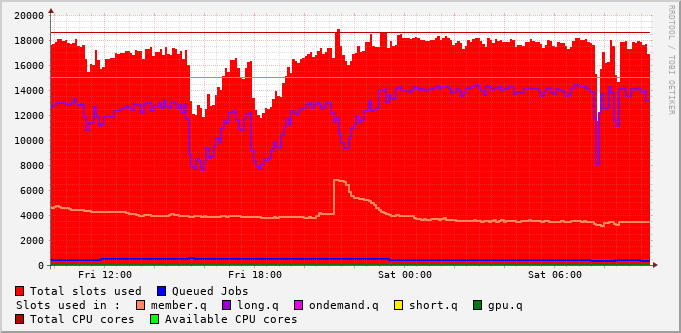 20000
18000
16000
14000
12000
10000
8000
6000
4000
2000
0
Fri 12:00 Fri 18:00 Sat 00:00 Sat 06:00
RRDTOOL / TOBI OETIKER
Total slots used Queued Jobs
Slots used in : member.q long.q ondemand.q short.q gpu.q
Total CPU cores Available CPU cores